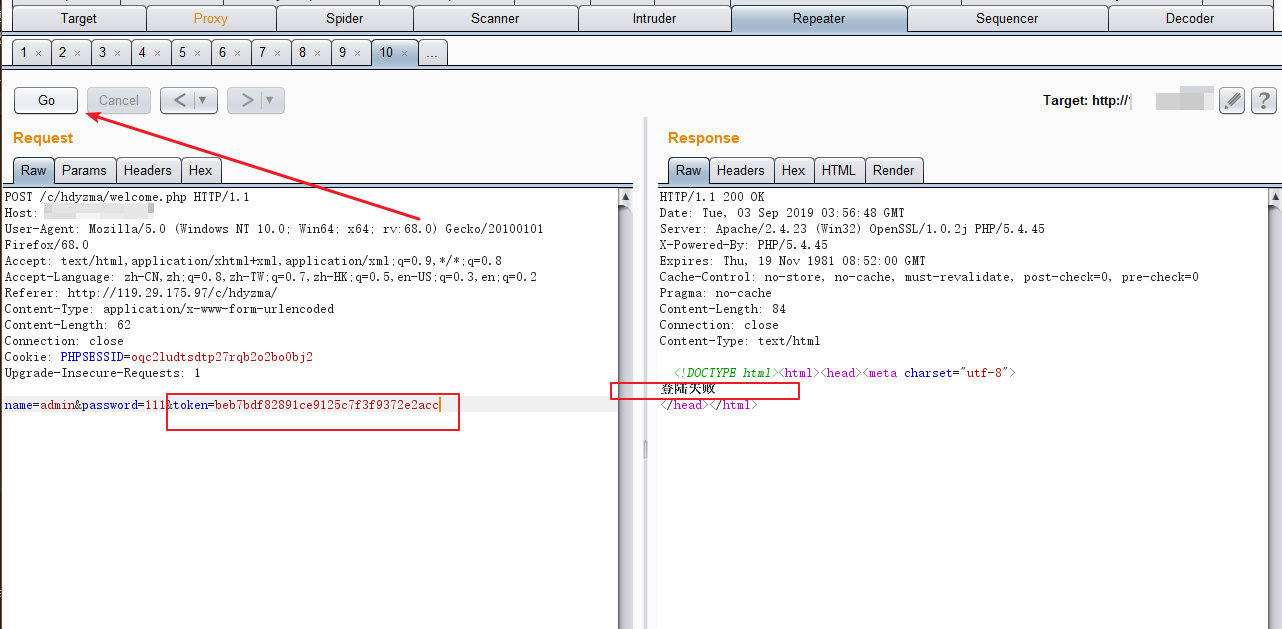 Target Proxy Spider Scanner Intruder Repeater Sequencer Decoder
1 × 2 × 3 × 4 × 5 × 6 × 7 × 8 × 9 × 10 × ...
Go Cancel < ▼ > ▼ Target: http:// ?
Request
Raw Params Headers Hex
POST /c/hdyzma/welcome.php HTTP/1.1
Host:
User-Agent: Mozilla/5.0 (Windows NT 10.0; Win64; x64; rv:68.0) Gecko/20100101
Firefox/68.0
Accept: text/html,application/xhtml+xml,application/xml;q=0.9,*/*;q=0.8
Accept-Language: zh-CN,zh;q=0.8,zh-TW;q=0.7,zh-HK;q=0.5,en-US;q=0.3,en;q=0.2
Referer: http://119.29.175.97/c/hdyzma/
Content-Type: application/x-www-form-urlencoded
Content-Length: 62
Connection: close
Cookie: PHPSESSID=oqc2ludtsdtp27rqb2o2bo0bj2
Upgrade-Insecure-Requests: 1
name=admin&password=111&token=beb7bdf82891ce9125c7f3f9372e2acc
Response
Raw Headers Hex HTML Render
HTTP/1.1 200 OK
Date: Tue, 03 Sep 2019 03:56:48 GMT
Server: Apache/2.4.23 (Win32) OpenSSL/1.0.2j PHP/5.4.45
X-Powered-By: PHP/5.4.45
Expires: Thu, 19 Nov 1981 08:52:00 GMT
Cache-Control: no-store, no-cache, must-revalidate, post-check=0, pre-check=0
Pragma: no-cache
Content-Length: 84
Connection: close
Content-Type: text/html
<!DOCTYPE html><html><head><meta charset="utf-8">
登陆失败
</head></html>